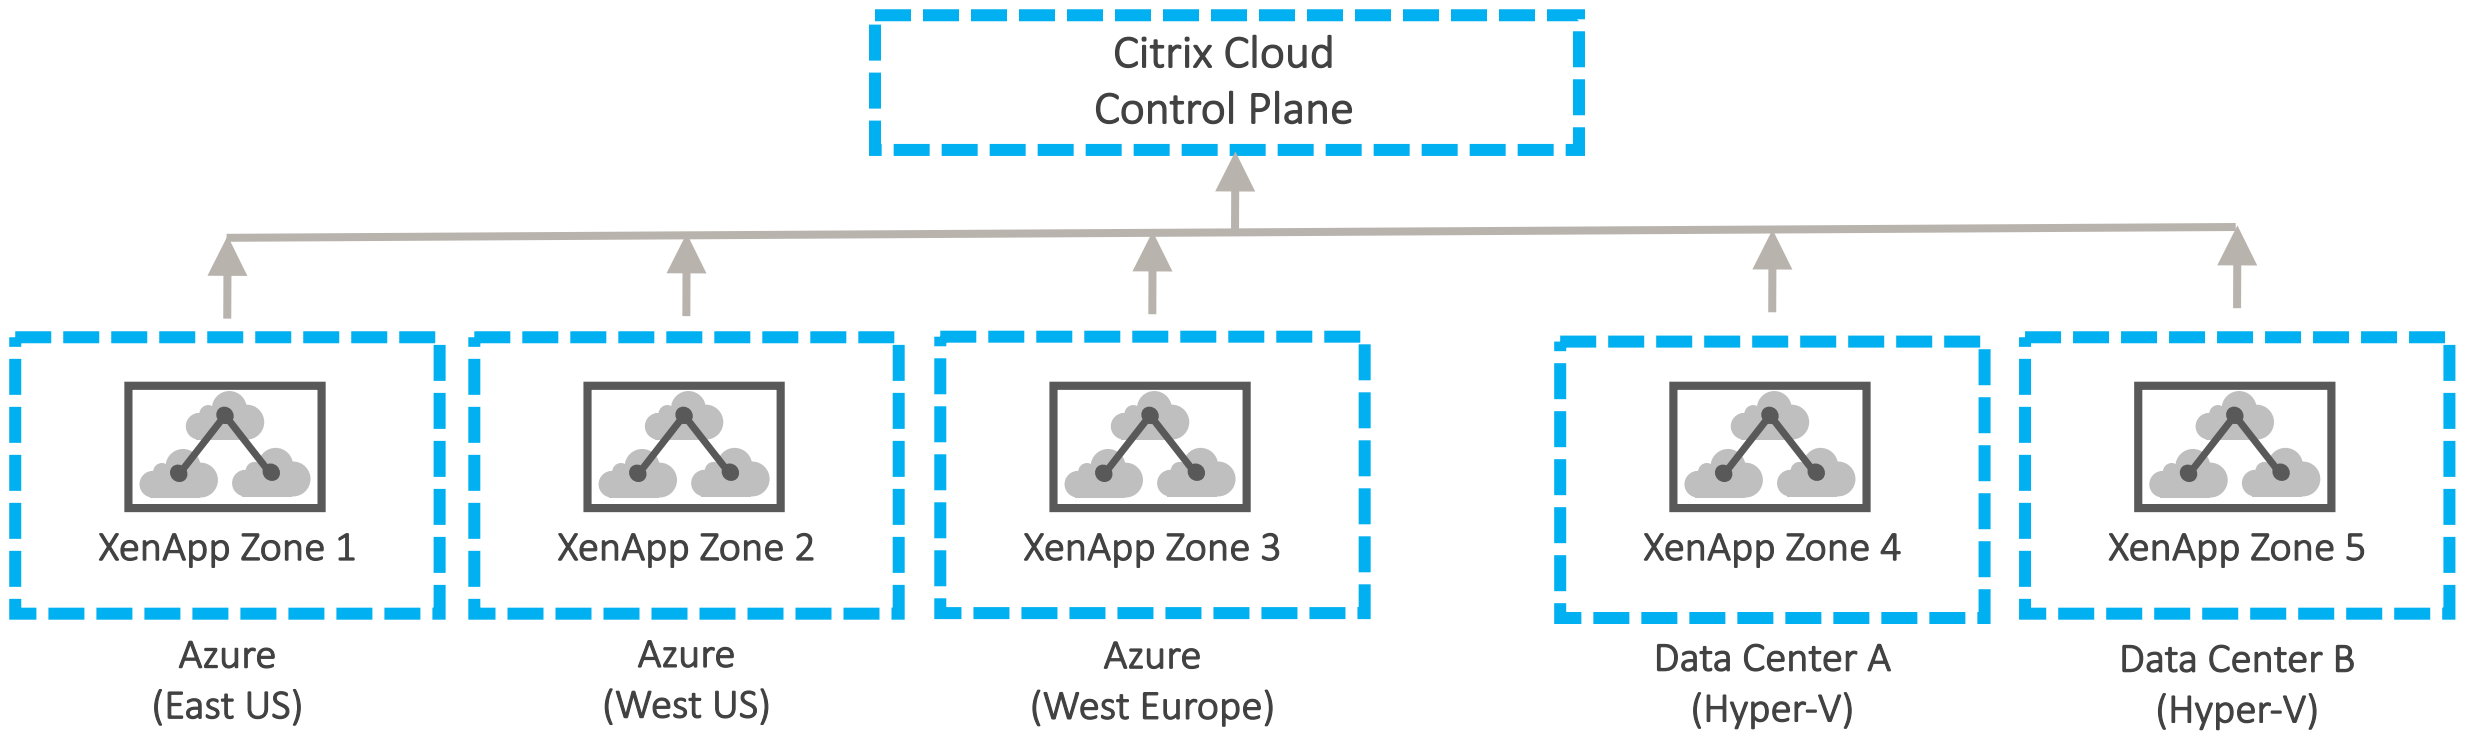 Citrix Cloud
Control Plane
XenApp Zone 1
XenApp Zone 2
XenApp Zone 3
XenApp Zone 4
XenApp Zone 5
Azure
(East US)
Azure
(West US)
Azure
(West Europe)
Data Center A
(Hyper-V)
Data Center B
(Hyper-V)